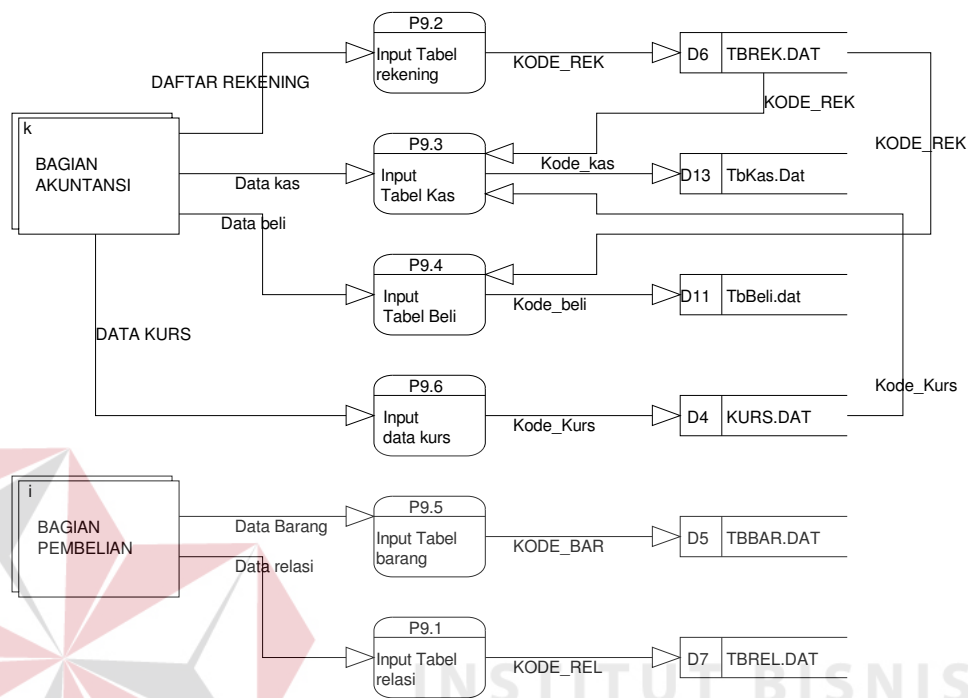 P9.2
Input Tabel
rekening
DAFTAR REKENING
KODE_REK
D6 TBREK.DAT
KODE_REK
KODE_REK
k
BAGIAN
AKUNTANSI
P9.3
Input
Tabel Kas
Data kas
Kode_kas
D13 TbKas.Dat
Data beli
P9.4
Input
Tabel Beli
Kode_beli
D11 TbBeli.dat
DATA KURS
P9.6
Input
data kurs
Kode_Kurs
D4 KURS.DAT
Kode_Kurs
i
BAGIAN
PEMBELIAN
P9.5
Input Tabel
barang
Data Barang
KODE_BAR
D5 TBBAR.DAT
Data relasi
P9.1
Input Tabel
relasi
KODE_REL
D7 TBREL.DAT
INSTITUT BISNIS